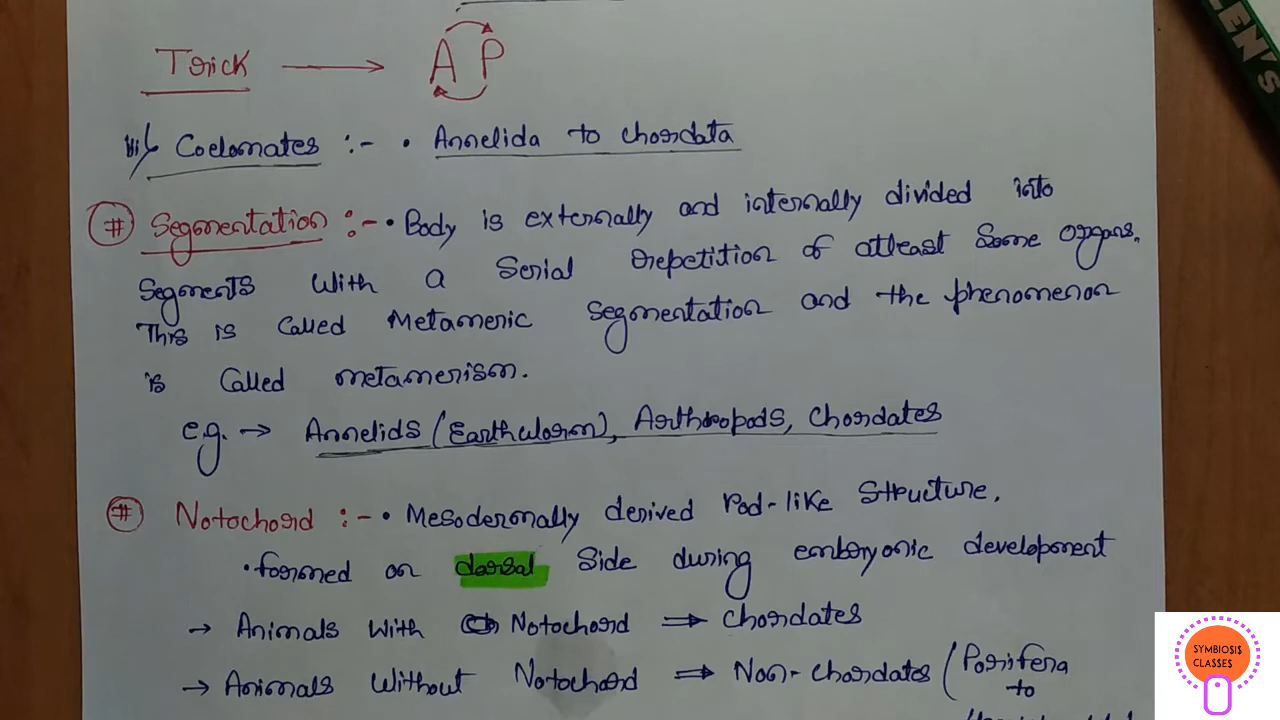 Trick → A P
iii) Coelomates :- • Annelida to Chordata
# Segmentation :- • Body is externally and internally divided into
segments with a serial repetition of atleast some organs.
This is called Metameric segmentation and the phenomenon
is called metamerism.
e.g. → Annelids (Earthworm), Arthropods, Chordates
# Notochord :- • Mesodermally derived Rod-like structure.
• formed on dorsal side during embryonic development
→ Animals with Notochord ⇒ Chordates
→ Animals without Notochord ⇒ Non-chordates (Porifera
to
LEN'S
SYMBIOSIS
CLASSES